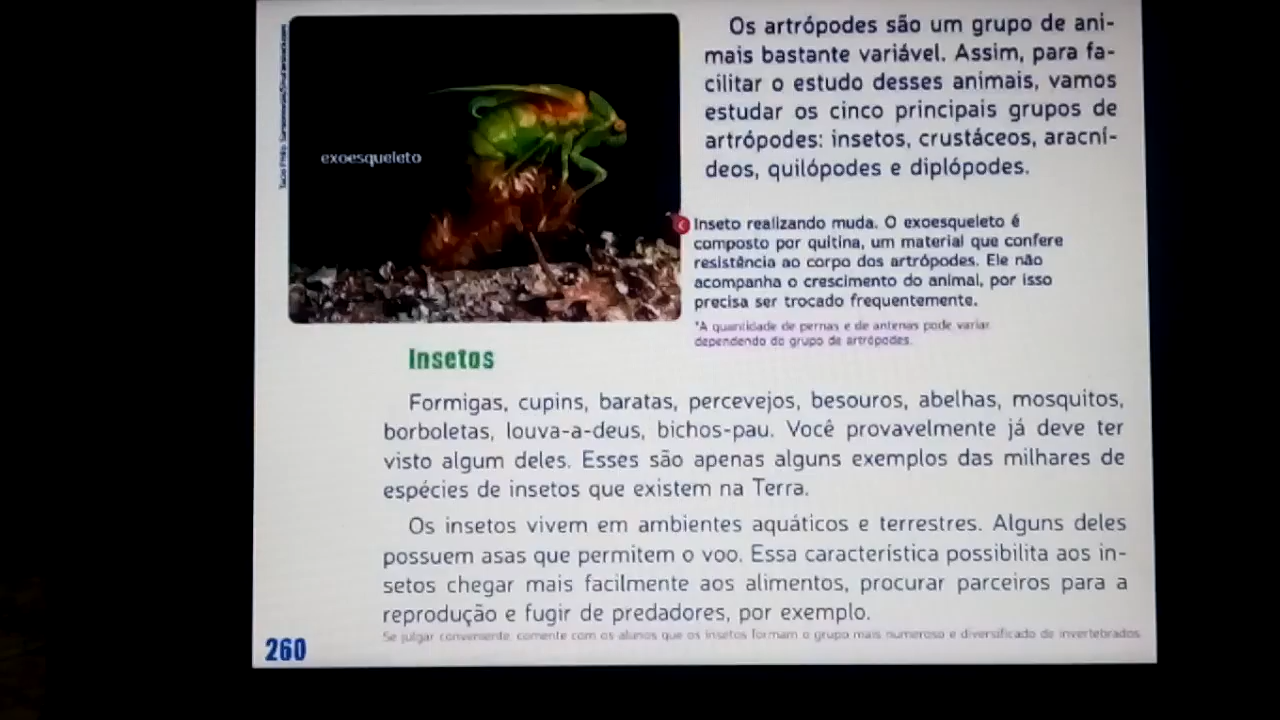 exoesqueleto
Os artrópodes são um grupo de ani-
mais bastante variável. Assim, para fa-
cilitar o estudo desses animais, vamos
estudar os cinco principais grupos de
artrópodes: insetos, crustáceos, aracní-
deos, quilópodes e diplópodes.
Inseto realizando muda. O exoesqueleto é
composto por quitina, um material que confere
resistência ao corpo dos artrópodes. Ele não
acompanha o crescimento do animal, por isso
precisa ser trocado frequentemente.
*A quantidade de pernas e de antenas pode variar
dependendo do grupo de artrópodes.
Insetos
Formigas, cupins, baratas, percevejos, besouros, abelhas, mosquitos,
borboletas, louva-a-deus, bichos-pau. Você provavelmente já deve ter
visto algum deles. Esses são apenas alguns exemplos das milhares de
espécies de insetos que existem na Terra.
Os insetos vivem em ambientes aquáticos e terrestres. Alguns deles
possuem asas que permitem o voo. Essa característica possibilita aos in-
setos chegar mais facilmente aos alimentos, procurar parceiros para a
reprodução e fugir de predadores, por exemplo.
Se julgar conveniente, comente com os alunos que os insetos formam o grupo mais numeroso e diversificado de invertebrados.
260